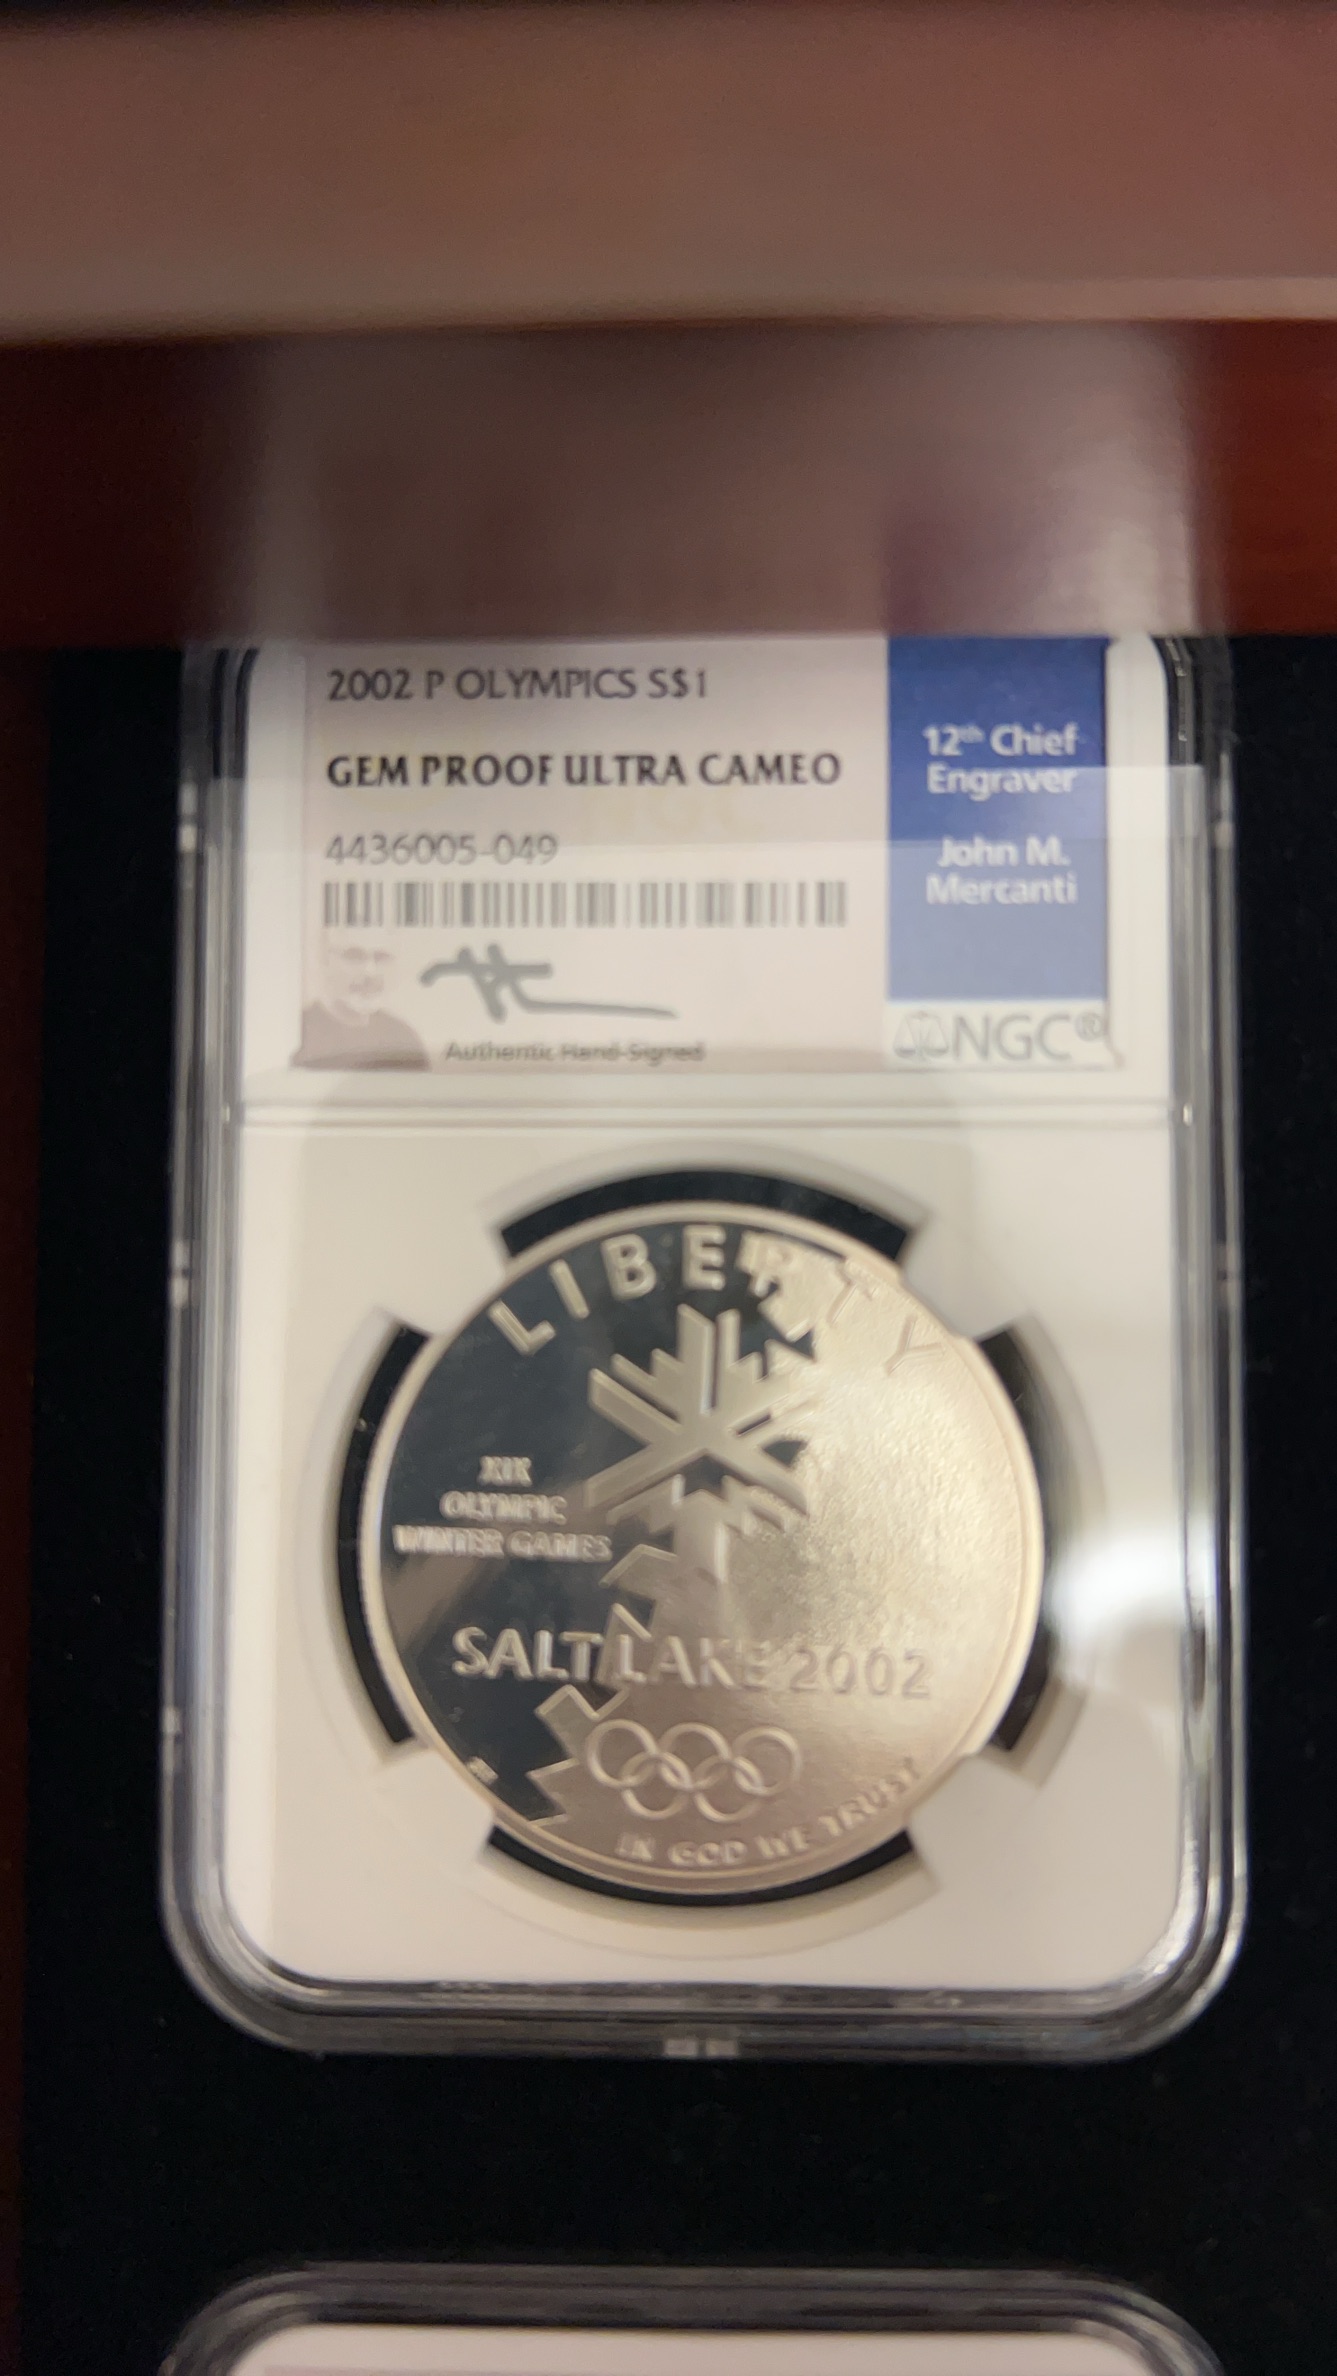 2002 P OLYMPICS S$1
GEM PROOF ULTRA CAMEO
4436005-049
Authentic Hand-Signed
12th Chief
Engraver
John M.
Mercanti
NGC®
LIBERTY
XIX
OLYMPIC
WINTER GAMES
SALT LAKE 2002
IN GOD WE TRUST